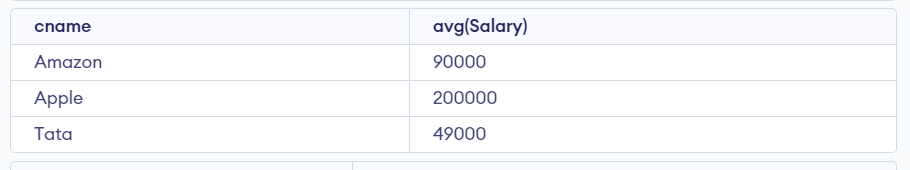 cname avg(Salary)
Amazon 90000
Apple 200000
Tata 49000